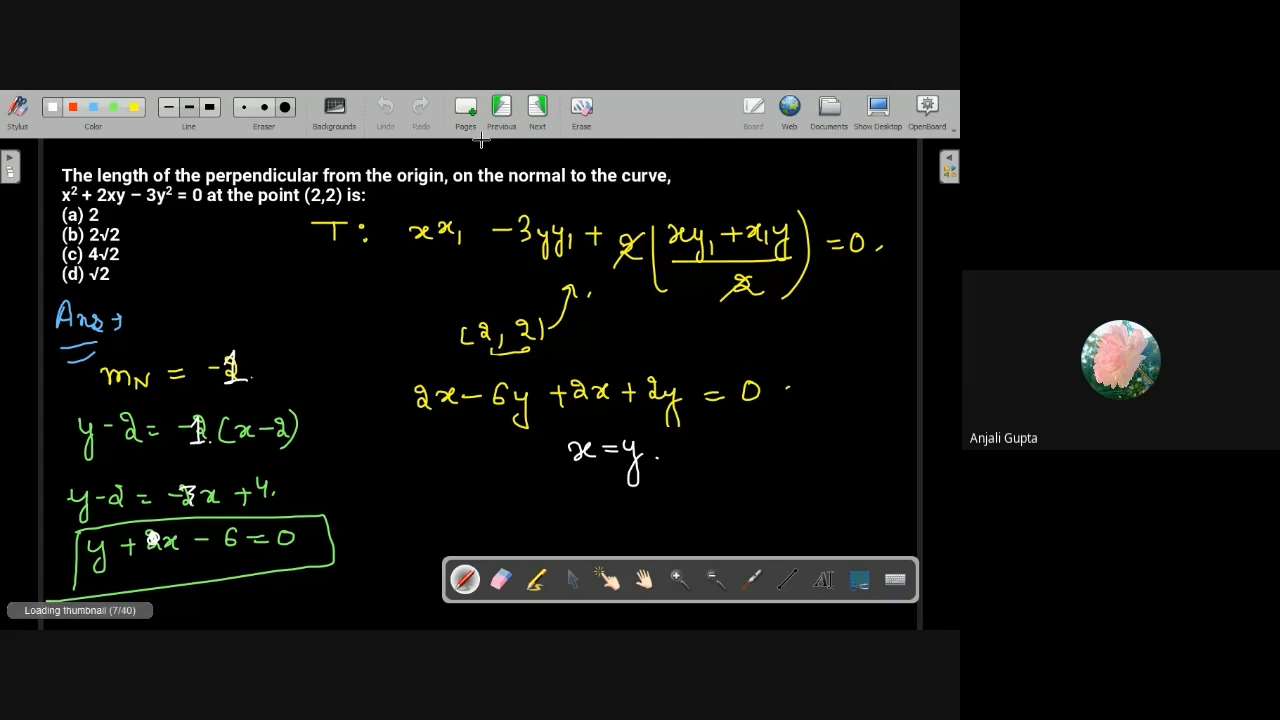 Stylus Color Line Eraser Backgrounds Undo Redo Pages Previous Next Erase Board Web Documents Show Desktop OpenBoard
The length of the perpendicular from the origin, on the normal to the curve,
x² + 2xy – 3y² = 0 at the point (2,2) is:
(a) 2
(b) 2√2
(c) 4√2
(d) √2
T: xx₁ - 3yy₁ + 2((xy₁ + x₁y)/2) = 0.
(2, 2)
2x - 6y + 2x + 2y = 0
x = y.
Ans →
m_N = -1.
y - 2 = -1.(x - 2)
y - 2 = - x + 4.
y + x - 6 = 0
Anjali Gupta
Loading thumbnail (7/40)